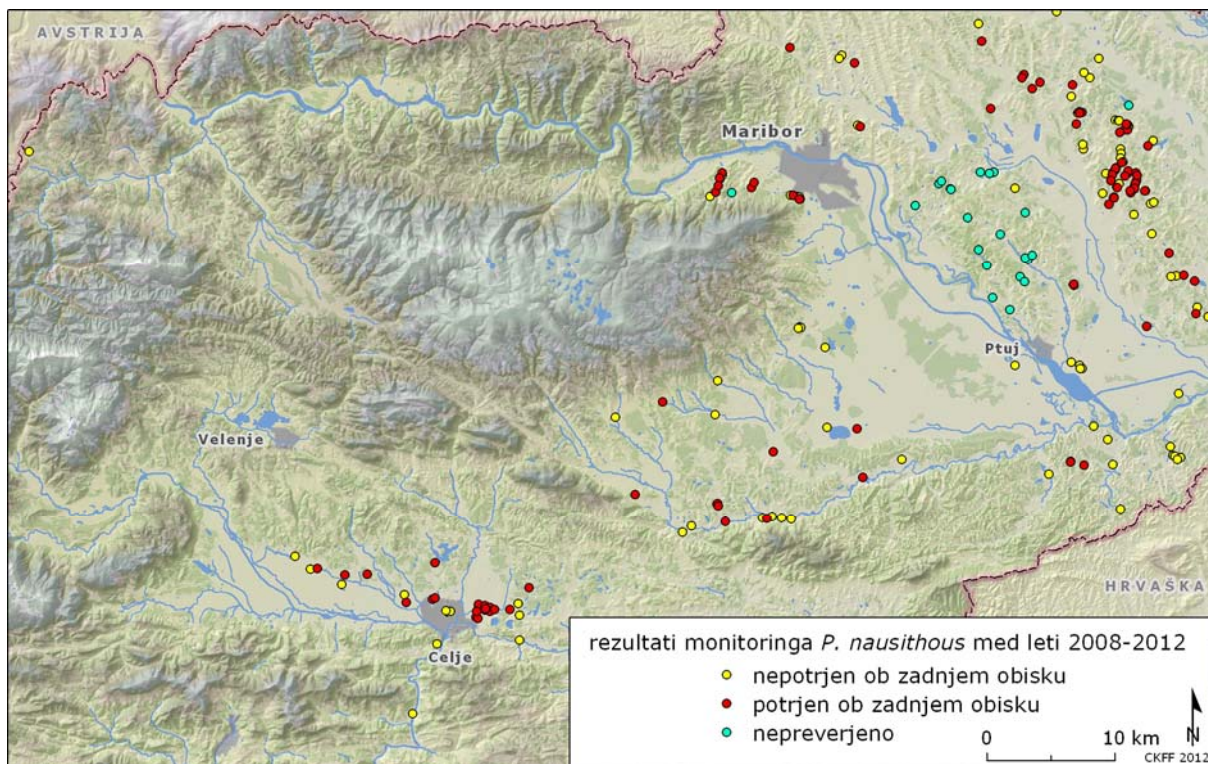 AVSTRIJA
Maribor
Ptuj
Velenje
Celje
HRVAŠKA
rezultati monitoringa P. nausithous med leti 2008-2012
nepotrjen ob zadnjem obisku
potrjen ob zadnjem obisku
nepreverjeno
0 10 km
N
CKFF 2012